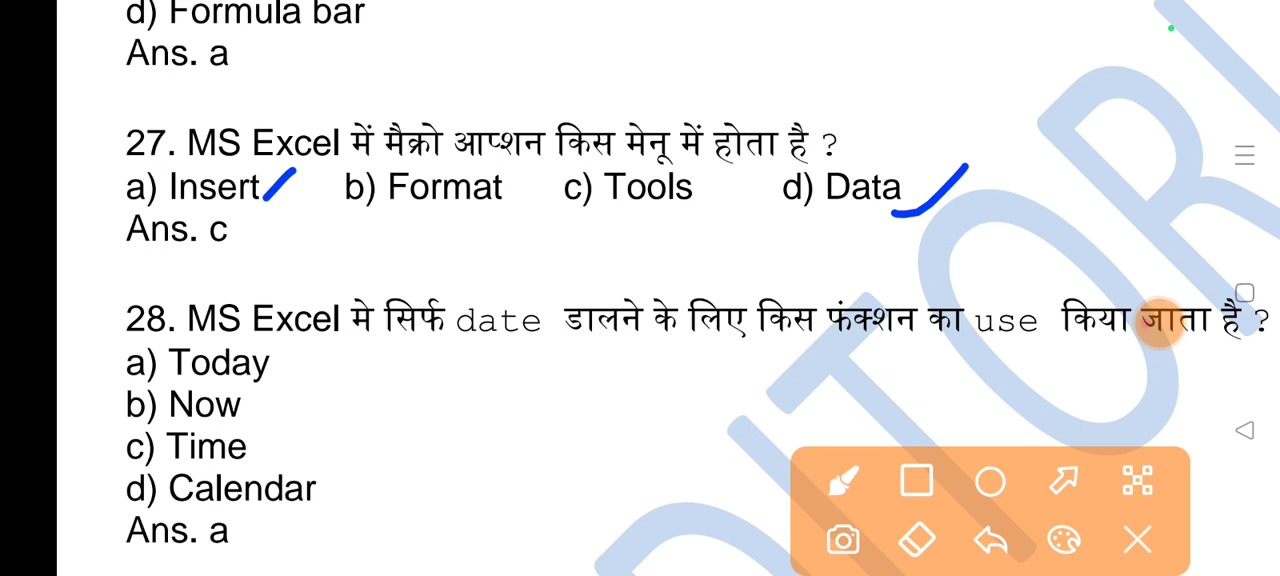 d) Formula bar
Ans. a
27. MS Excel में मैक्रो आप्शन किस मेनू में होता है ?
a) Insert b) Format c) Tools d) Data
Ans. c
28. MS Excel मे सिर्फ date डालने के लिए किस फंक्शन का use किया जाता है ?
a) Today
b) Now
c) Time
d) Calendar
Ans. a